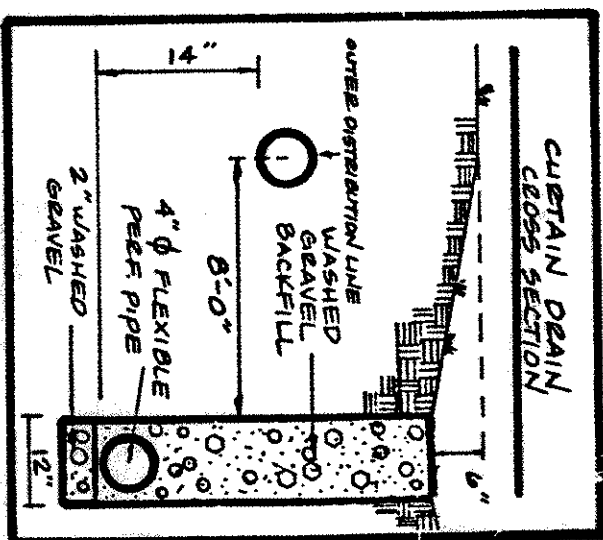 CURTAIN DRAIN
CROSS SECTION
6"
OUTER DISTRIBUTION LINE
WASHED
GRAVEL
BACKFILL
14"
8'-0"
4" ϕ FLEXIBLE
PERF. PIPE
2" WASHED
GRAVEL
12"